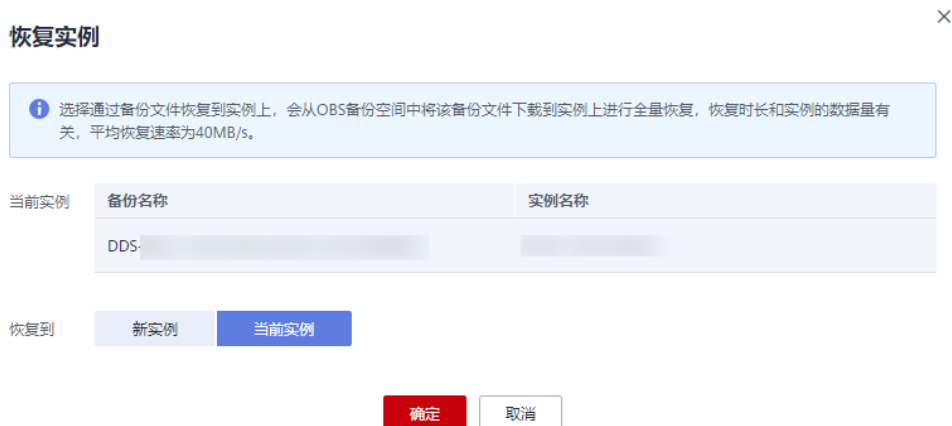 恢复实例
选择通过备份文件恢复到实例上，会从OBS备份空间中将该备份文件下载到实例上进行全量恢复，恢复时长和实例的数据量有
关，平均恢复速率为40MB/s。
当前实例 备份名称 实例名称
DDS-
恢复到 新实例 当前实例
确定 取消